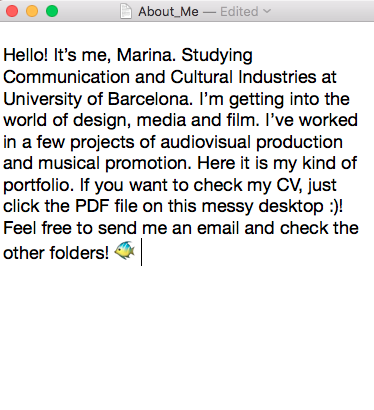 About_Me — Edited
Hello! It’s me, Marina. Studying
Communication and Cultural Industries at
University of Barcelona. I’m getting into the
world of design, media and film. I’ve worked
in a few projects of audiovisual production
and musical promotion. Here it is my kind of
portfolio. If you want to check my CV, just
click the PDF file on this messy desktop :)!
Feel free to send me an email and check the
other folders! 🐠